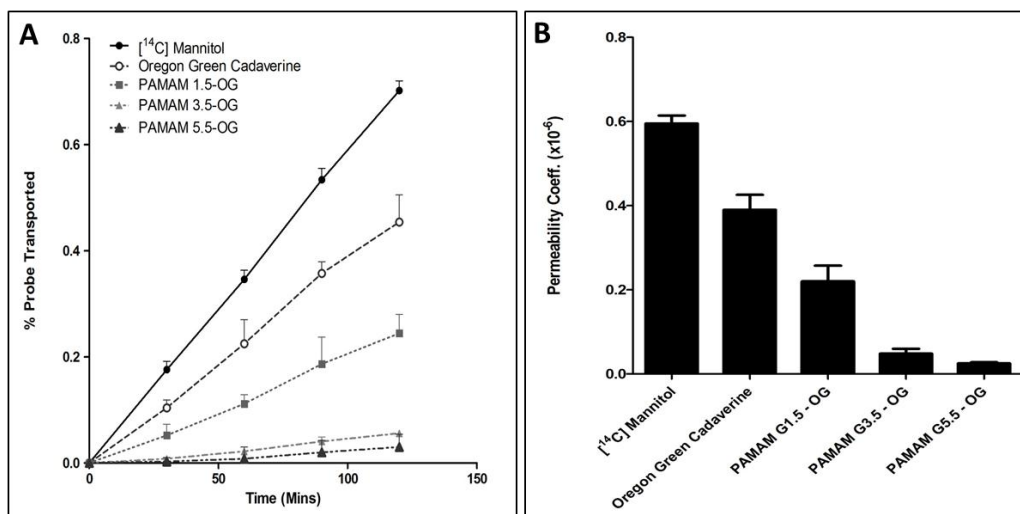 A
[¹⁴C] Mannitol
Oregon Green Cadaverine
PAMAM 1.5-OG
PAMAM 3.5-OG
PAMAM 5.5-OG
% Probe Transported
0.8
0.6
0.4
0.2
0.0
0
50
100
150
Time (Mins)
B
Permeability Coeff. (x10⁻⁶)
0.8
0.6
0.4
0.2
0.0
[¹⁴C] Mannitol
Oregon Green Cadaverine
PAMAM G1.5 - OG
PAMAM G3.5 - OG
PAMAM G5.5 - OG